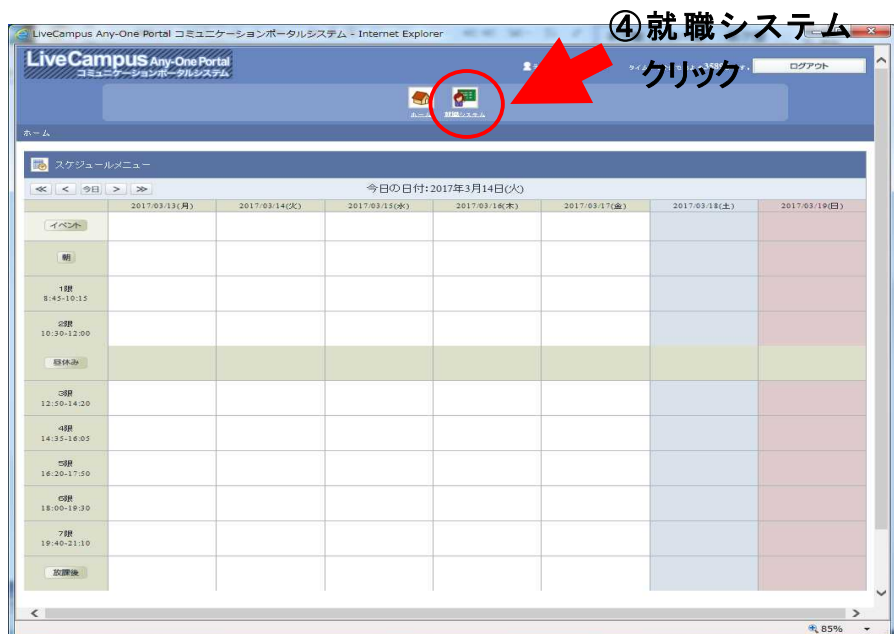 LiveCampus Any-One Portal コミュニケーションポータルシステム - Internet Explorer
④就職システム
クリック
LiveCampus Any-One Portal
コミュニケーションポータルシステム
ログアウト
ホーム 就職システム
ホーム
スケジュールメニュー
≪ < 今日 > ≫ 今日の日付:2017年3月14日(火)
2017/03/13(月) 2017/03/14(火) 2017/03/15(水) 2017/03/16(木) 2017/03/17(金) 2017/03/18(土) 2017/03/19(日)
イベント
朝
1限
8:45-10:15
2限
10:30-12:00
昼休み
3限
12:50-14:20
4限
14:35-16:05
5限
16:20-17:50
6限
18:00-19:30
7限
19:40-21:10
放課後
85%